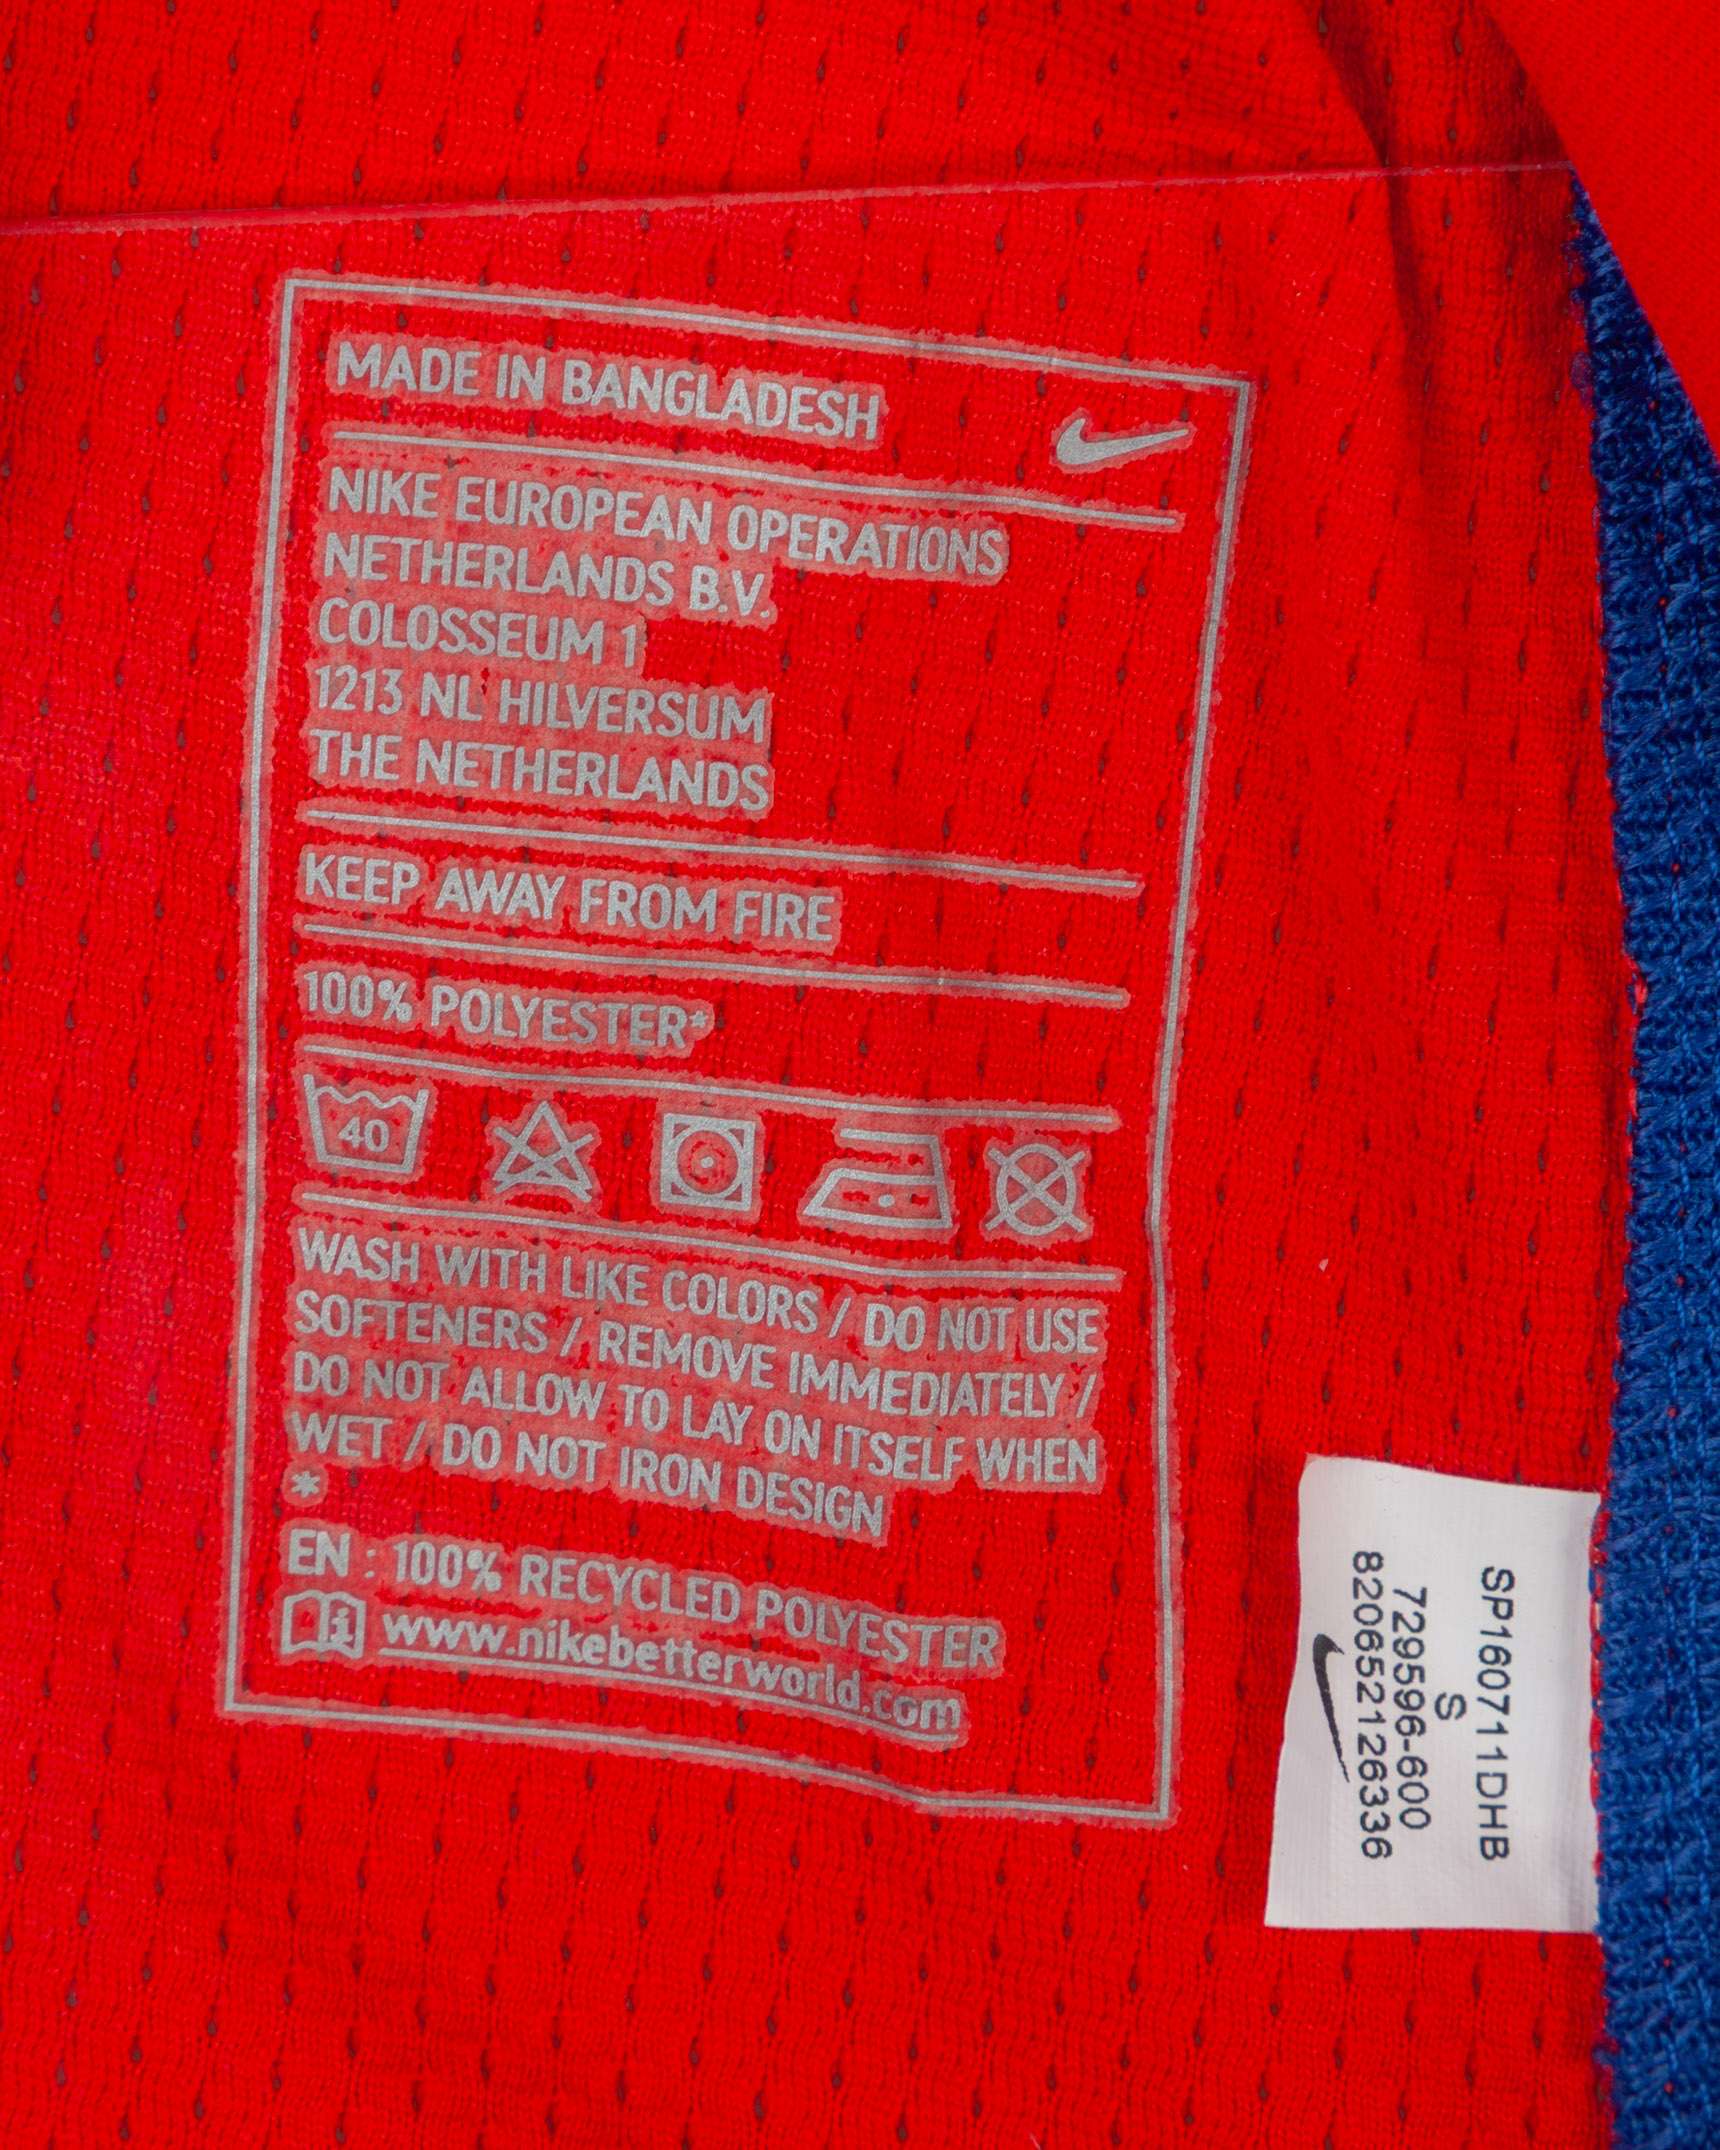 MADE IN BANGLADESH
NIKE EUROPEAN OPERATIONS
NETHERLANDS B.V.
COLOSSEUM 1
1213 NL HILVERSUM
THE NETHERLANDS
KEEP AWAY FROM FIRE
100% POLYESTER*
40
WASH WITH LIKE COLORS / DO NOT USE
SOFTENERS / REMOVE IMMEDIATELY /
DO NOT ALLOW TO LAY ON ITSELF WHEN
WET / DO NOT IRON DESIGN
*
EN : 100% RECYCLED POLYESTER
www.nikebetterworld.com
SP160711DHB
S
729596-600
820652126336